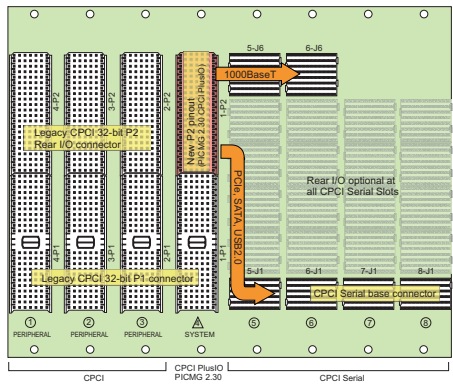 5-J6
6-J6
1000BaseT
4-P2
3-P2
2-P2
1-P2
New P2 pinout
(PICMG 2.30 CPCI PlusIO)
Legacy CPCI 32-bit P2
Rear I/O connector
PCIe, SATA, USB2.0
Rear I/O optional at
all CPCI Serial Slots
4-P1
3-P1
2-P1
1-P1
5-J1
6-J1
7-J1
8-J1
Legacy CPCI 32-bit P1 connector
CPCI Serial base connector
1
2
3
4
5
6
7
8
PERIPHERAL
PERIPHERAL
PERIPHERAL
SYSTEM
CPCI
CPCI PlusIO
PICMG 2.30
CPCI Serial